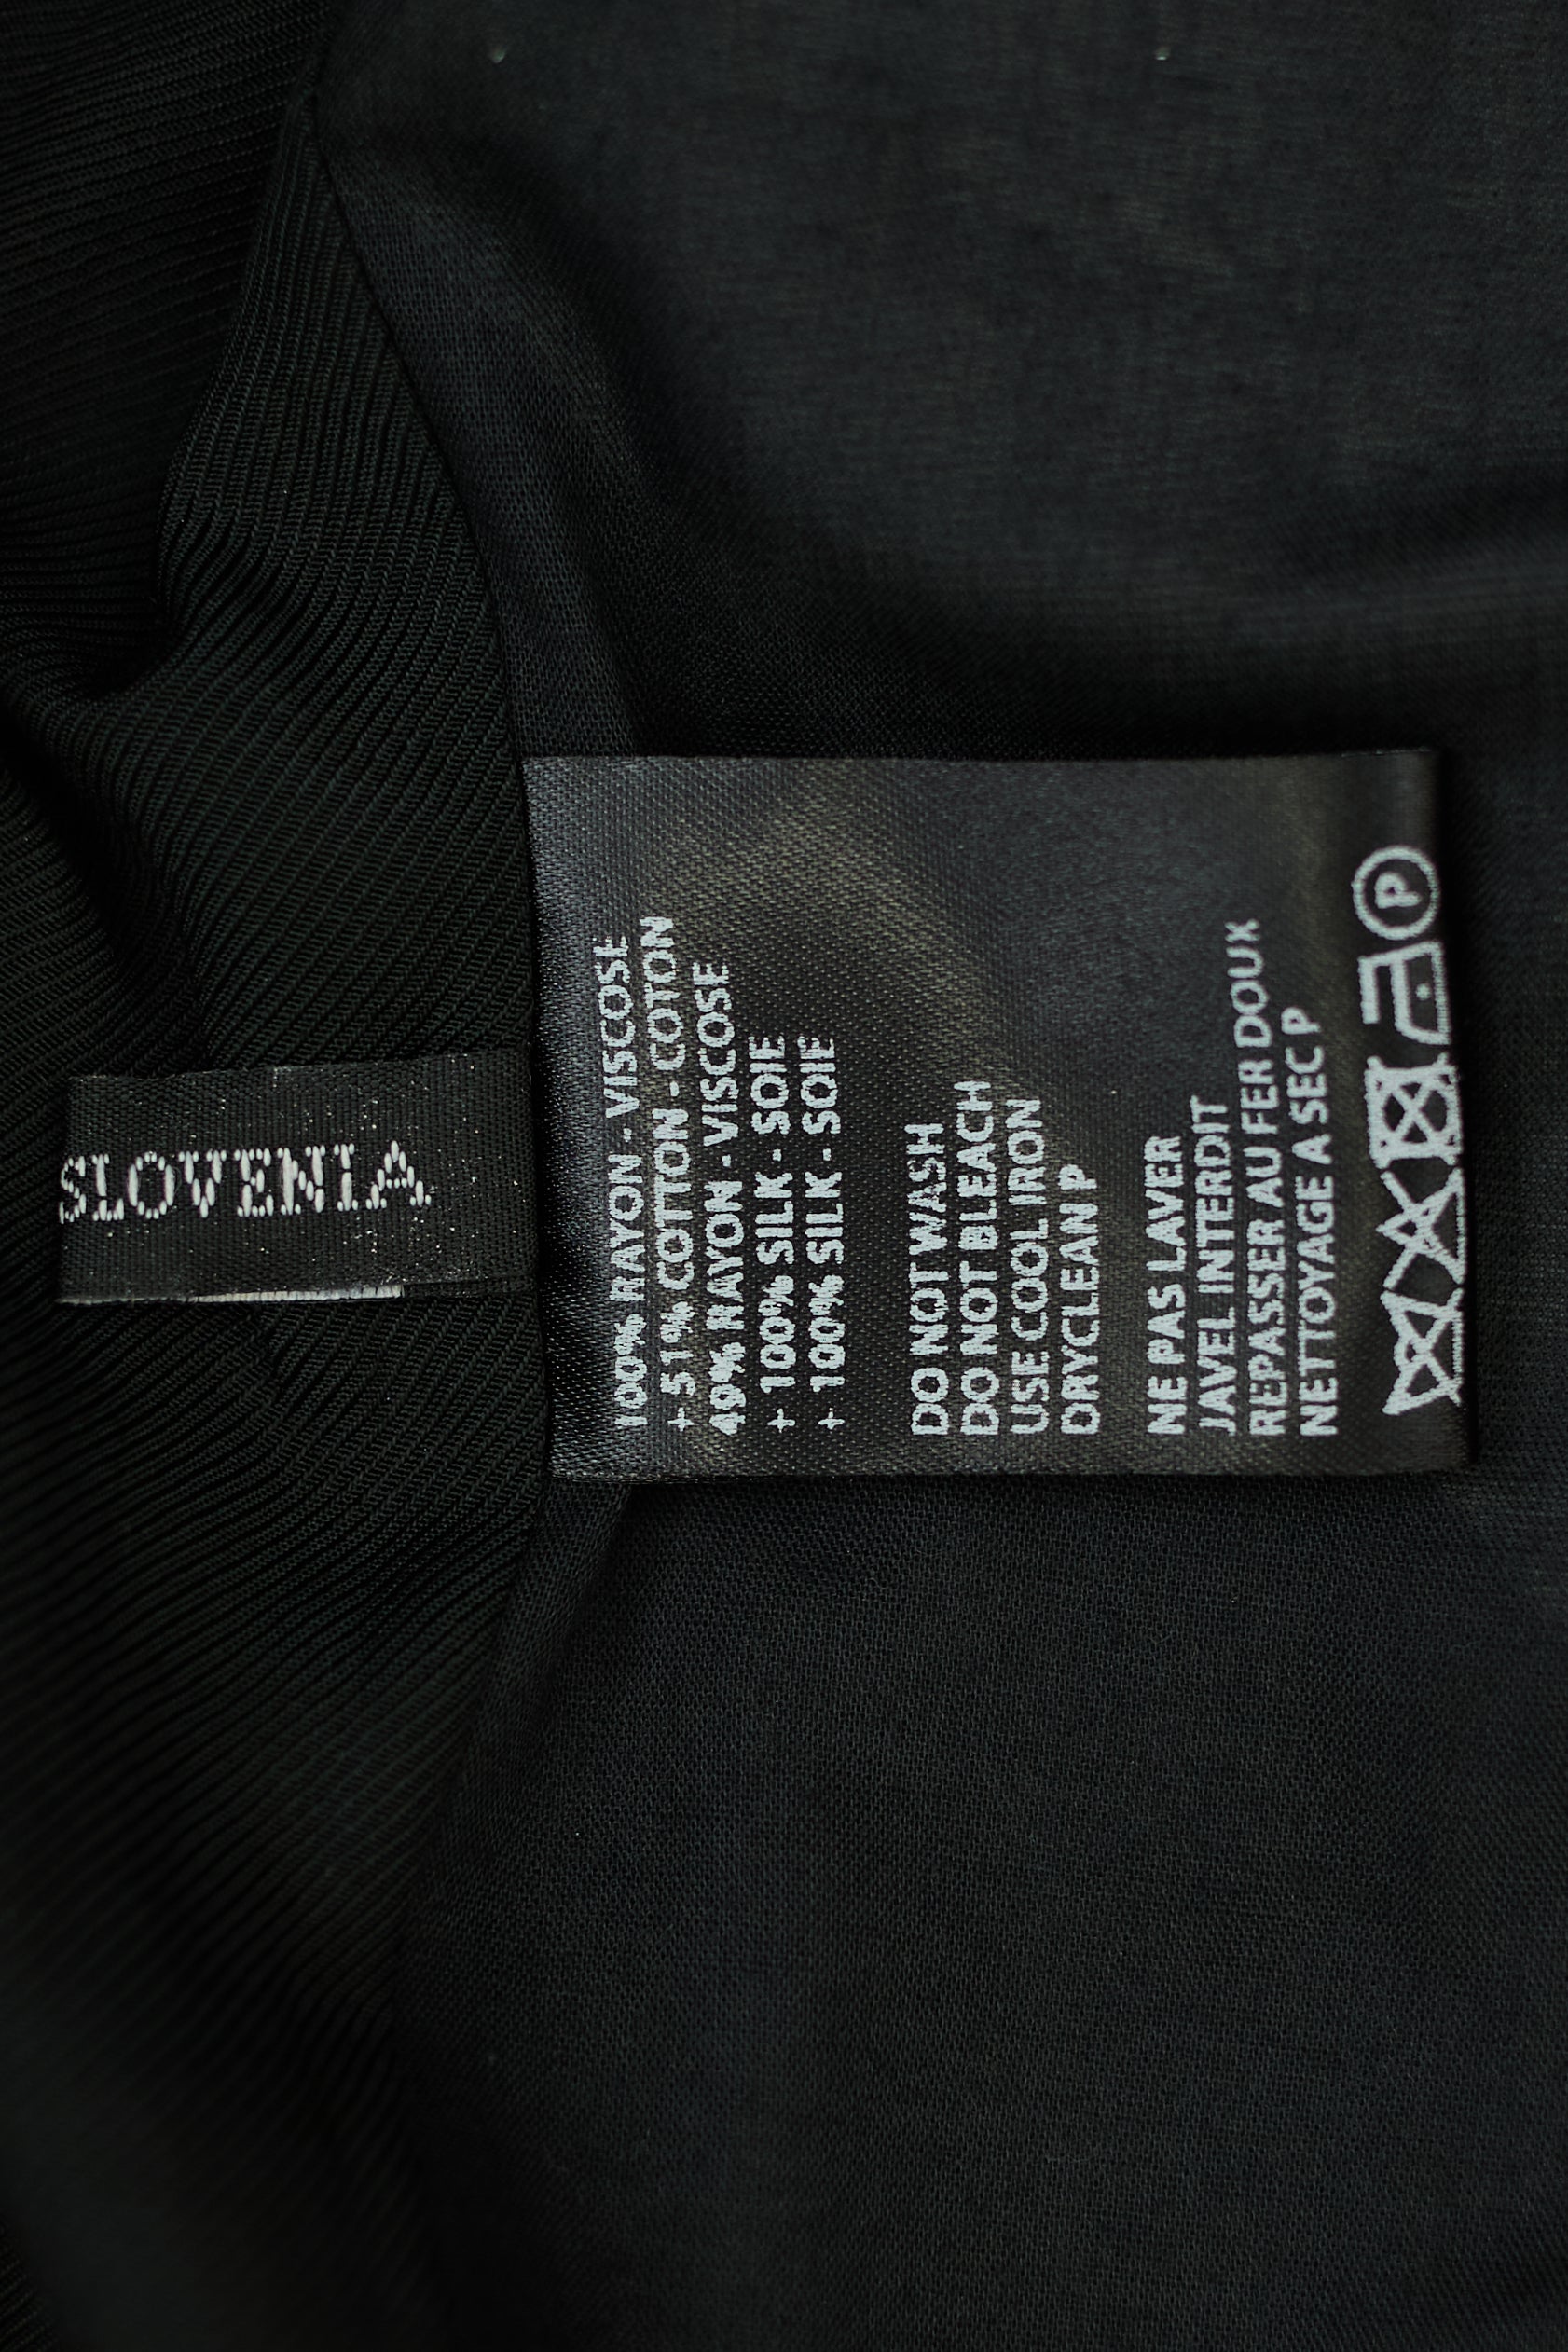 SLOVENIA
100% RAYON - VISCOSE
+ 51% COTTON - COTON
49% RAYON - VISCOSE
+ 100% SILK - SOIE
+ 100% SILK - SOIE
DO NOT WASH
DO NOT BLEACH
USE COOL IRON
DRYCLEAN P
NE PAS LAVER
JAVEL INTERDIT
REPASSER AU FER DOUX
NETTOYAGE A SEC P
P